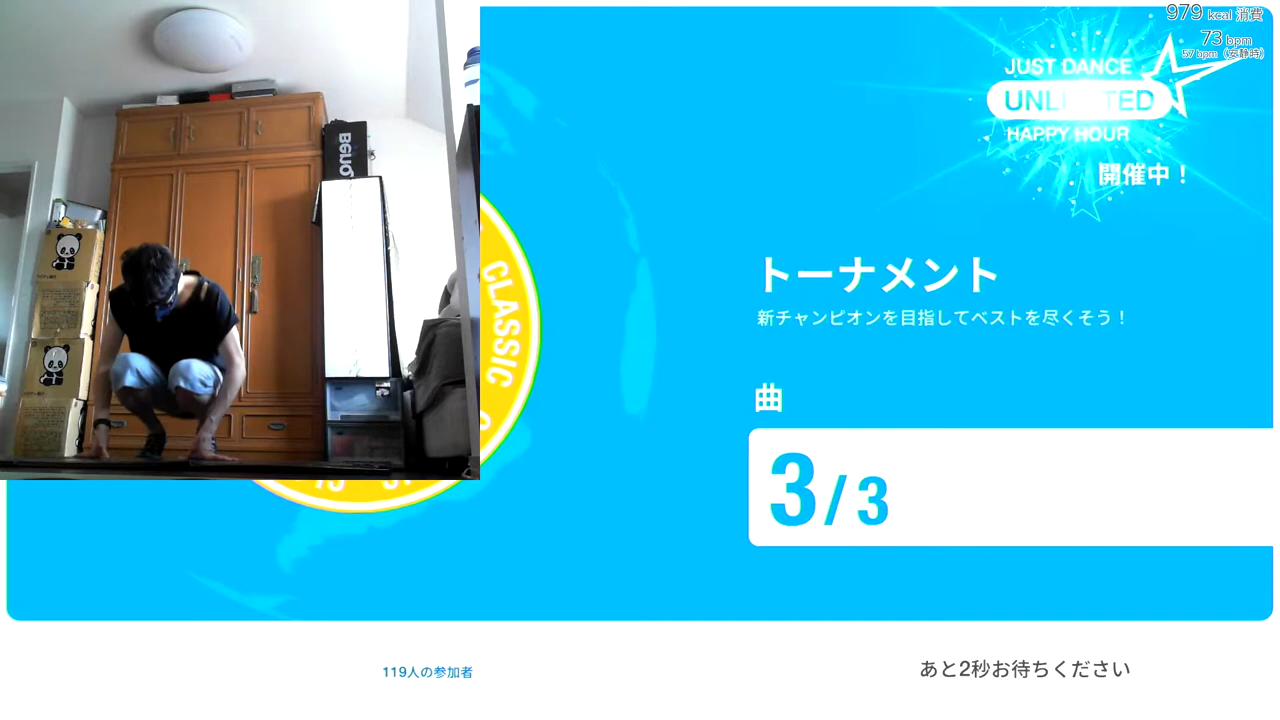 979 kcal 消費
73 bpm
57 bpm（安静時）
JUST DANCE
UNLIMITED
HAPPY HOUR
開催中！
BenQ
CLASSIC
トーナメント
新チャンピオンを目指してベストを尽くそう！
曲
3/3
119人の参加者
あと2秒お待ちください